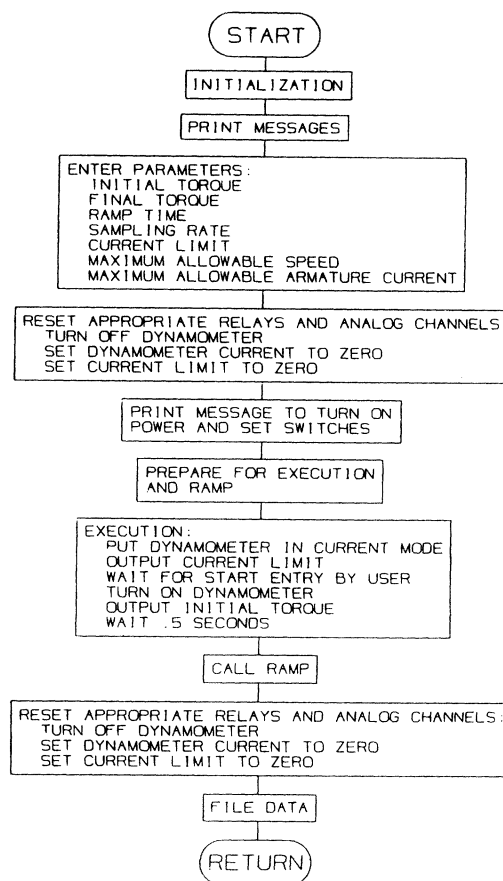 START
INITIALIZATION
PRINT MESSAGES
ENTER PARAMETERS:
INITIAL TORQUE
FINAL TORQUE
RAMP TIME
SAMPLING RATE
CURRENT LIMIT
MAXIMUM ALLOWABLE SPEED
MAXIMUM ALLOWABLE ARMATURE CURRENT
RESET APPROPRIATE RELAYS AND ANALOG CHANNELS
TURN OFF DYNAMOMETER
SET DYNAMOMETER CURRENT TO ZERO
SET CURRENT LIMIT TO ZERO
PRINT MESSAGE TO TURN ON
POWER AND SET SWITCHES
PREPARE FOR EXECUTION
AND RAMP
EXECUTION:
PUT DYNAMOMETER IN CURRENT MODE
OUTPUT CURRENT LIMIT
WAIT FOR START ENTRY BY USER
TURN ON DYNAMOMETER
OUTPUT INITIAL TORQUE
WAIT .5 SECONDS
CALL RAMP
RESET APPROPRIATE RELAYS AND ANALOG CHANNELS:
TURN OFF DYNAMOMETER
SET DYNAMOMETER CURRENT TO ZERO
SET CURRENT LIMIT TO ZERO
FILE DATA
RETURN